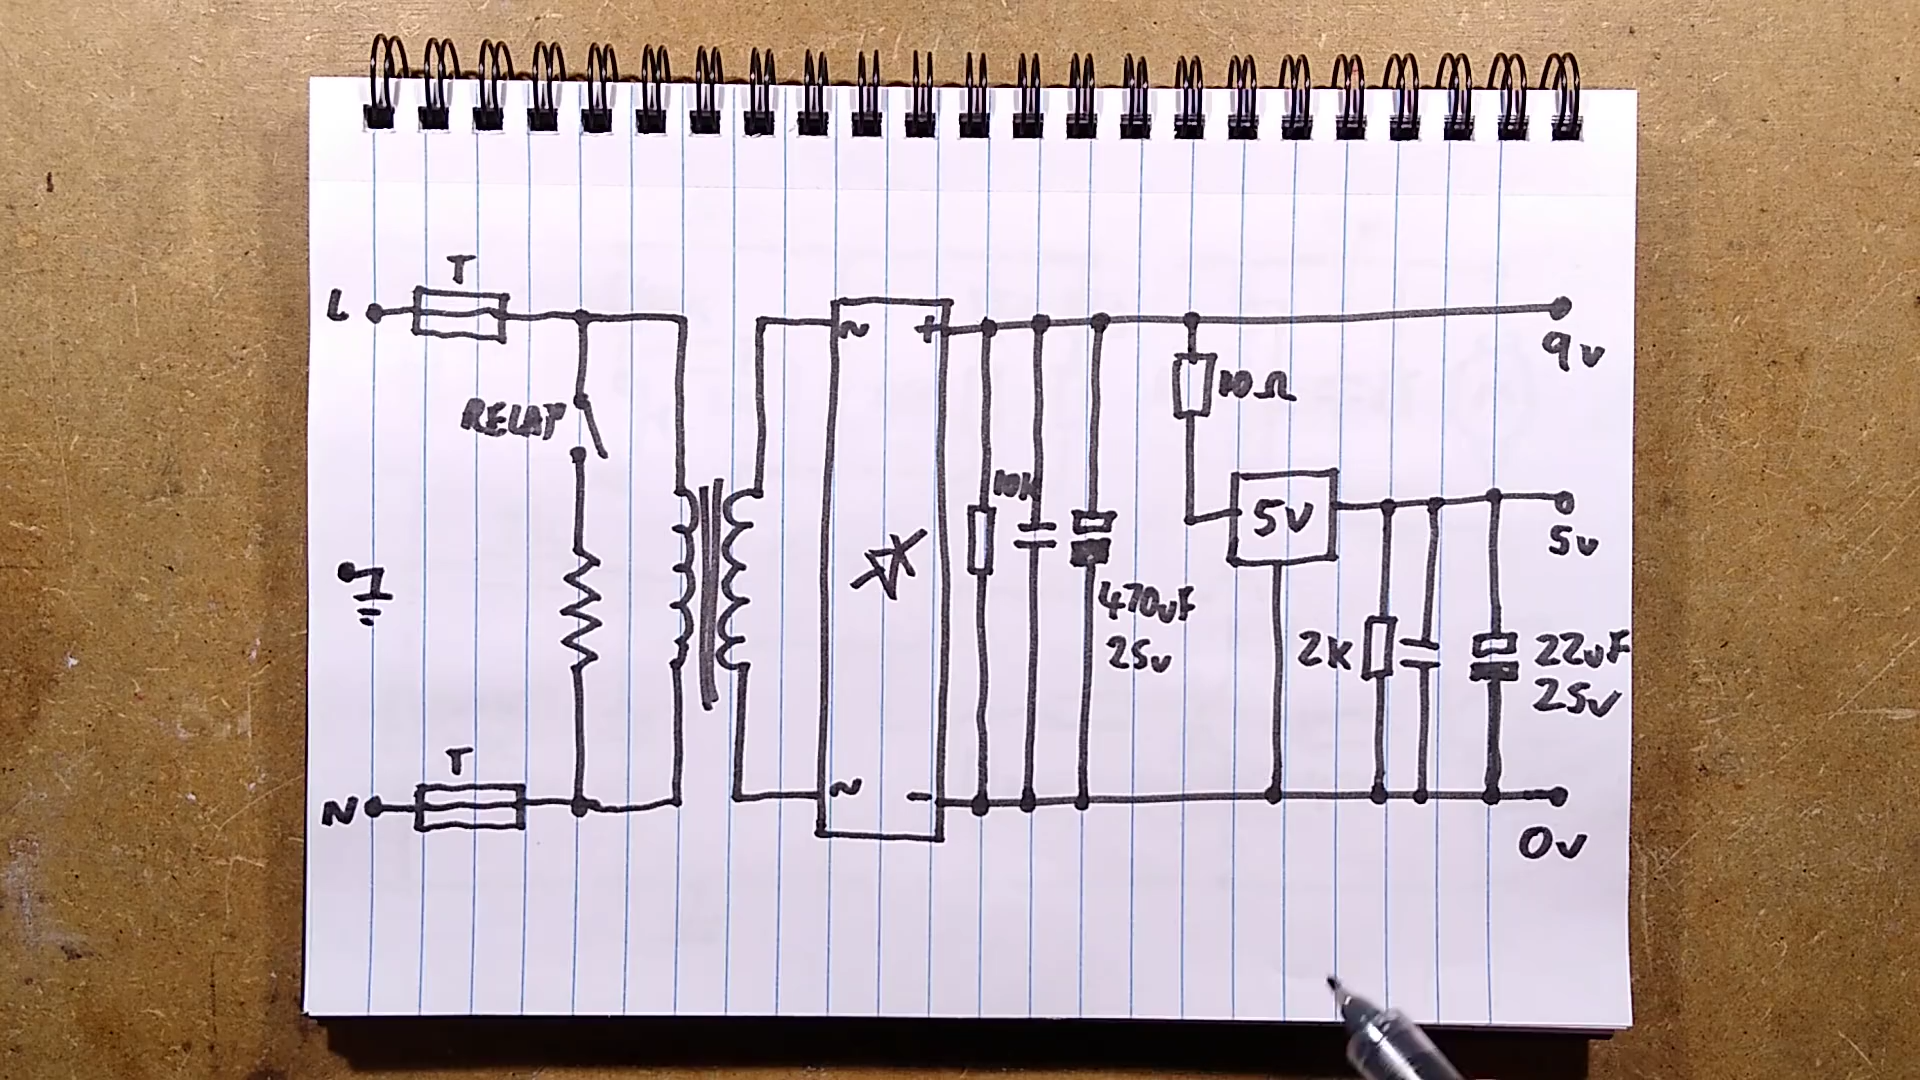 T
L
RELAY
T
N
~
+
~
-
10K
470uF
25v
10Ω
5V
2K
22uF
25v
9v
5v
0v